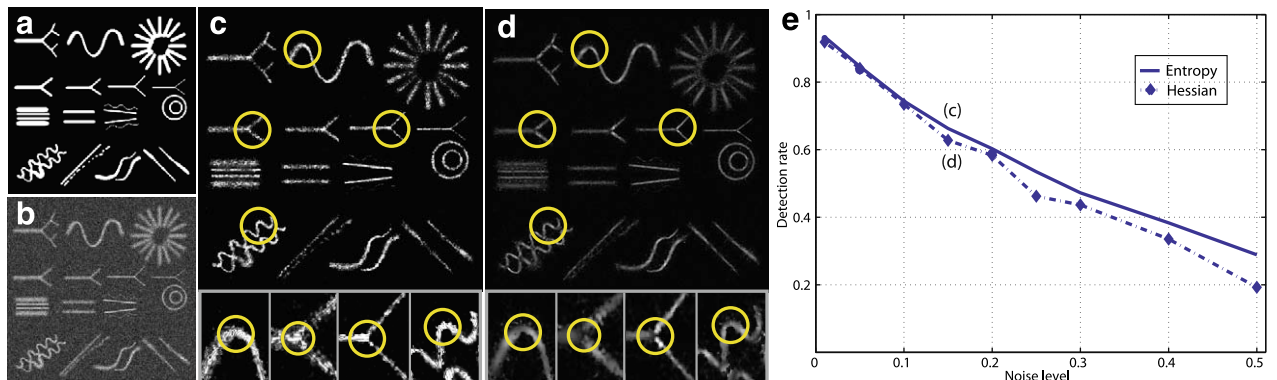 a
b
c
d
e
1
0.8
0.6
0.4
0.2
0
0.1
0.2
0.3
0.4
0.5
Detection rate
Noise level
Entropy
Hessian
(c)
(d)